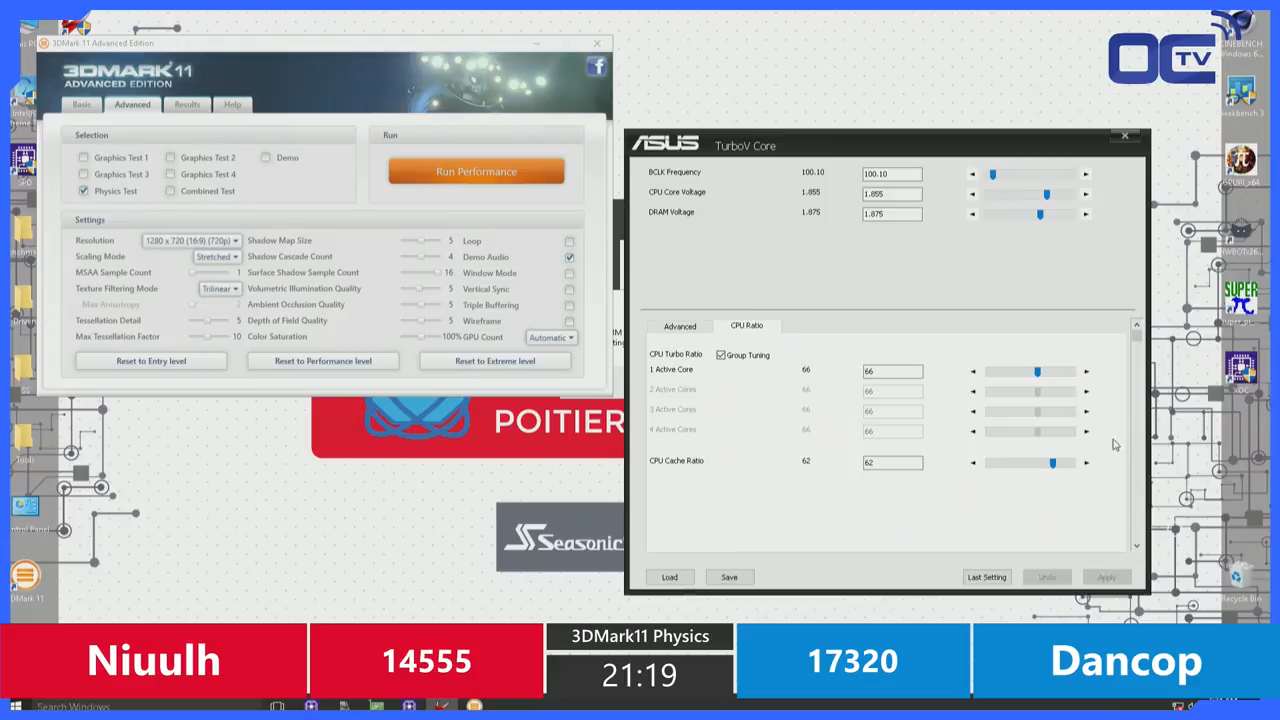 3DMark 11 Advanced Edition
3DMARK 11
ADVANCED EDITION
f
Basic
Advanced
Results
Help
Selection
Graphics Test 1
Graphics Test 2
Demo
Graphics Test 3
Graphics Test 4
Physics Test
Combined Test
Run
Run Performance
Settings
Resolution 1280 x 720 (16:9) (720p) Shadow Map Size 5 Loop
Scaling Mode Stretched Shadow Cascade Count 4 Demo Audio
MSAA Sample Count 1 Surface Shadow Sample Count 16 Window Mode
Texture Filtering Mode Trilinear Volumetric Illumination Quality 5 Vertical Sync
Max Anisotropy 2 Ambient Occlusion Quality 5 Triple Buffering
Tessellation Detail 5 Depth of Field Quality 5 Wireframe
Max Tessellation Factor 10 Color Saturation 100% GPU Count Automatic
Reset to Entry level
Reset to Performance level
Reset to Extreme level
OC TV
ASUS TurboV Core
BCLK Frequency 100.10 100.10
CPU Core Voltage 1.855 1.855
DRAM Voltage 1.875 1.875
Advanced
CPU Ratio
CPU Turbo Ratio Group Tuning
1 Active Core 66 66
2 Active Cores 66 66
3 Active Cores 66 66
4 Active Cores 66 66
CPU Cache Ratio 62 62
Load
Save
Last Setting
Undo
Apply
POITIER
Seasonic
SUPER
Tools
Recycle Bin
Niuulh
14555
3DMark11 Physics
21:19
17320
Dancop
Search Windows